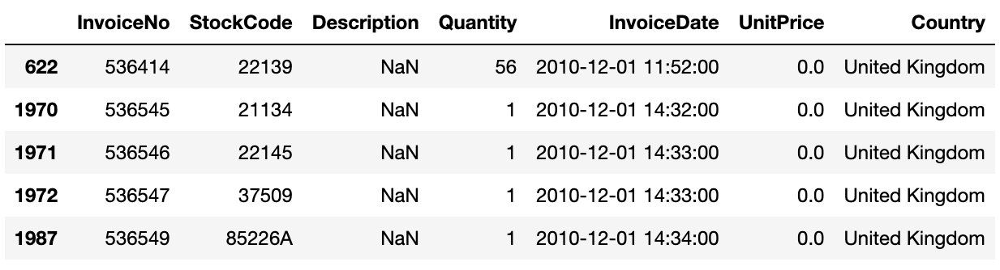 InvoiceNo StockCode Description Quantity InvoiceDate UnitPrice Country
622 536414 22139 NaN 56 2010-12-01 11:52:00 0.0 United Kingdom
1970 536545 21134 NaN 1 2010-12-01 14:32:00 0.0 United Kingdom
1971 536546 22145 NaN 1 2010-12-01 14:33:00 0.0 United Kingdom
1972 536547 37509 NaN 1 2010-12-01 14:33:00 0.0 United Kingdom
1987 536549 85226A NaN 1 2010-12-01 14:34:00 0.0 United Kingdom